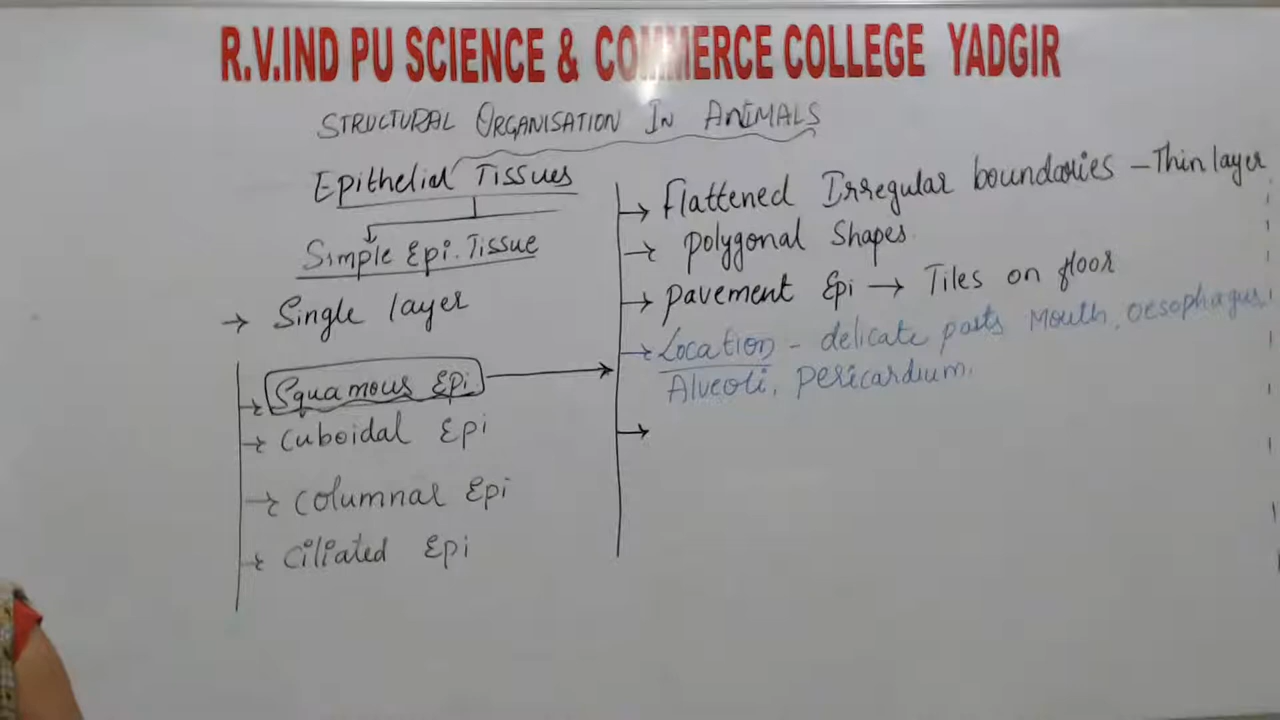 R.V.IND PU SCIENCE & COMMERCE COLLEGE YADGIR
STRUCTURAL ORGANISATION IN ANIMALS
Epithelial Tissues
Simple Epi. Tissue
→ Single layer
→ Squamous Epi →
→ Cuboidal Epi
→ Columnar Epi
→ Ciliated Epi
→ Flattened Irregular boundaries – Thin layer
→ Polygonal Shapes
→ Pavement Epi → Tiles on floor
→ Location – delicate parts Mouth, Oesophagus,
Alveoli, Pericardium.
→